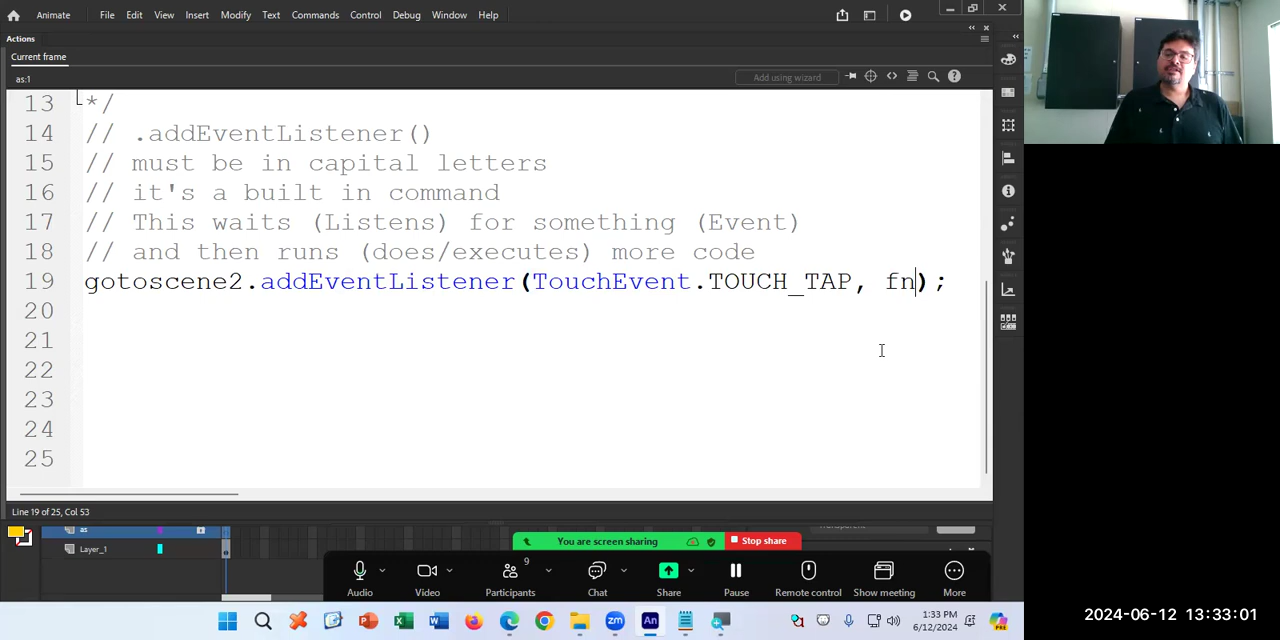 Animate File Edit View Insert Modify Text Commands Control Debug Window Help
Actions
Current frame
as:1
Add using wizard
13 */
14 // .addEventListener()
15 // must be in capital letters
16 // it's a built in command
17 // This waits (Listens) for something (Event)
18 // and then runs (does/executes) more code
19 gotoscene2.addEventListener(TouchEvent.TOUCH_TAP, fn);
20
21
22
23
24
25
Line 19 of 25, Col 53
as
Layer_1
You are screen sharing Stop share
9
Audio Video Participants Chat Share Pause Remote control Show meeting More
1:33 PM
6/12/2024
2024-06-12 13:33:01